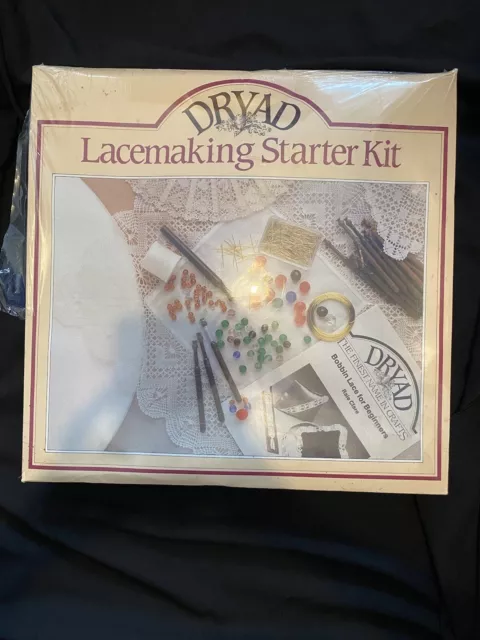 DRYAD
Lacemaking Starter Kit
DRYAD
THE FINEST NAME IN CRAFTS
Bobbin Lace for Beginners